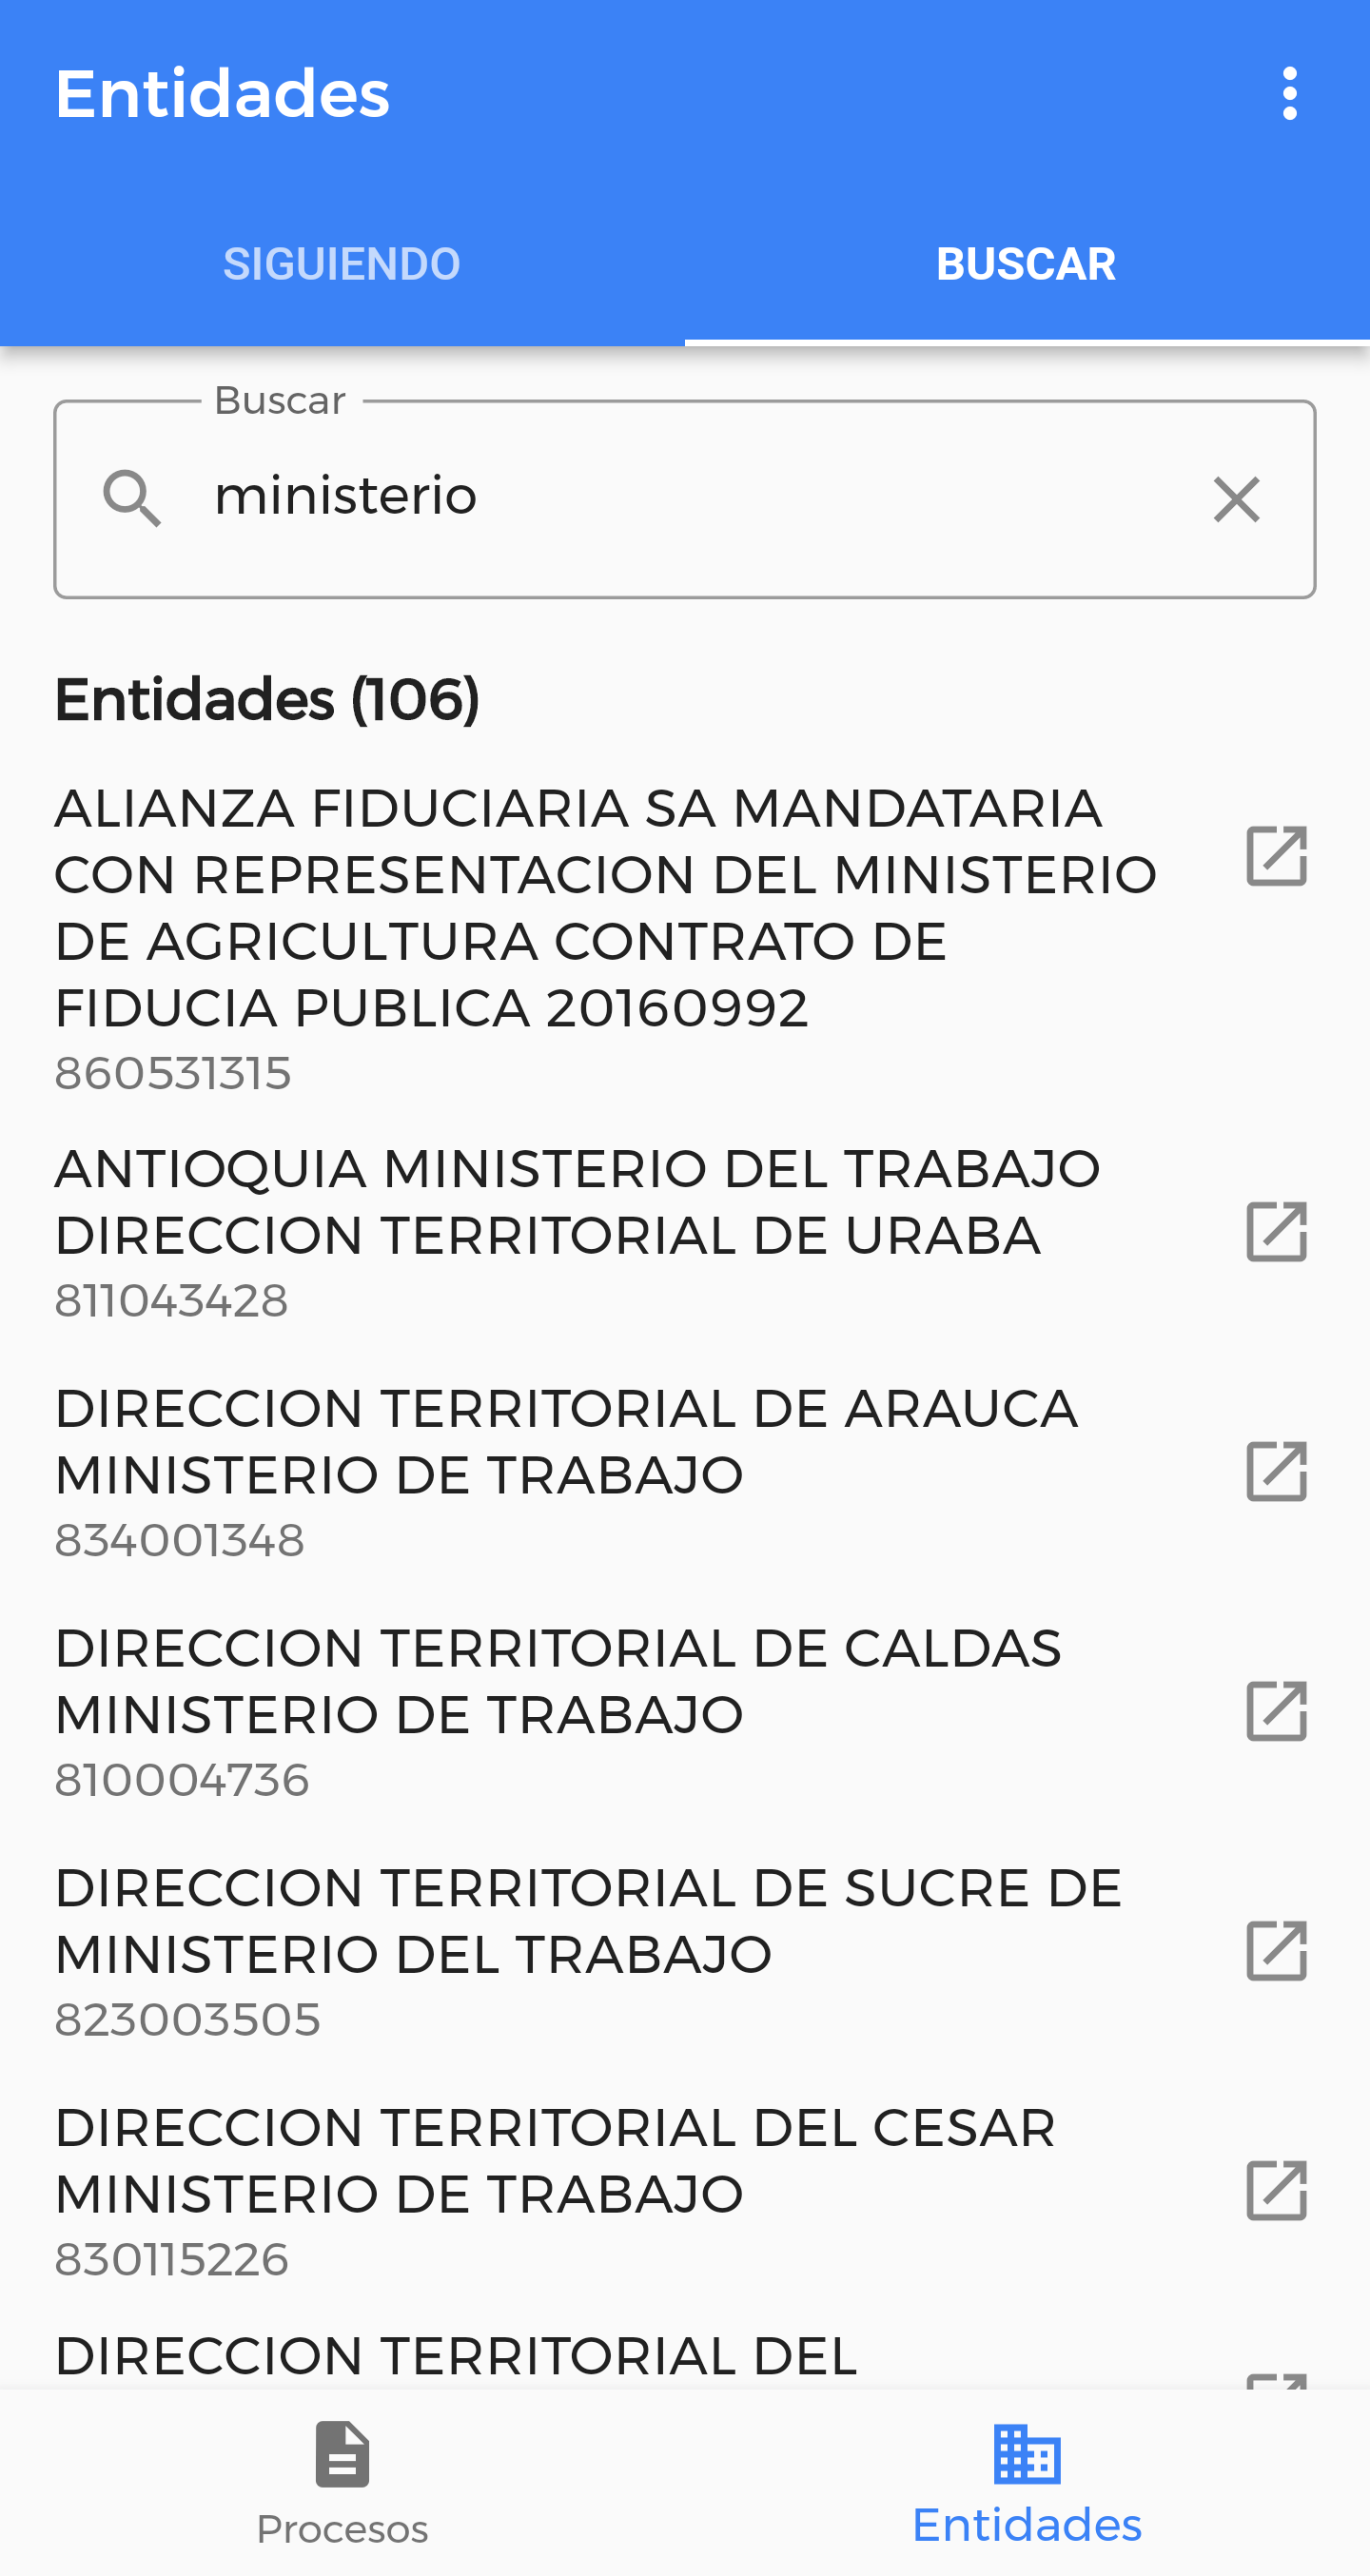 Entidades
SIGUIENDO
BUSCAR
Buscar
ministerio
Entidades (106)
ALIANZA FIDUCIARIA SA MANDATARIA
CON REPRESENTACION DEL MINISTERIO
DE AGRICULTURA CONTRATO DE
FIDUCIA PUBLICA 20160992
860531315
ANTIOQUIA MINISTERIO DEL TRABAJO
DIRECCION TERRITORIAL DE URABA
811043428
DIRECCION TERRITORIAL DE ARAUCA
MINISTERIO DE TRABAJO
834001348
DIRECCION TERRITORIAL DE CALDAS
MINISTERIO DE TRABAJO
810004736
DIRECCION TERRITORIAL DE SUCRE DE
MINISTERIO DEL TRABAJO
823003505
DIRECCION TERRITORIAL DEL CESAR
MINISTERIO DE TRABAJO
830115226
DIRECCION TERRITORIAL DEL
Procesos
Entidades